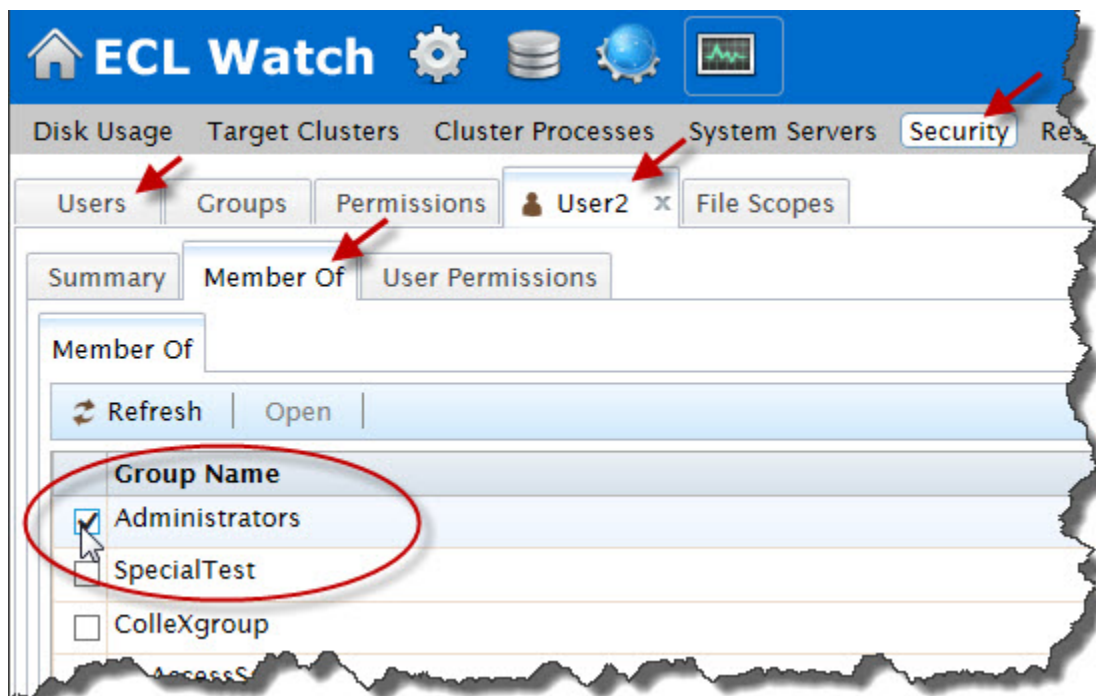 ECL Watch
Disk Usage Target Clusters Cluster Processes System Servers Security Res
Users Groups Permissions User2 x File Scopes
Summary Member Of User Permissions
Member Of
Refresh Open
Group Name
Administrators
SpecialTest
ColleXgroup